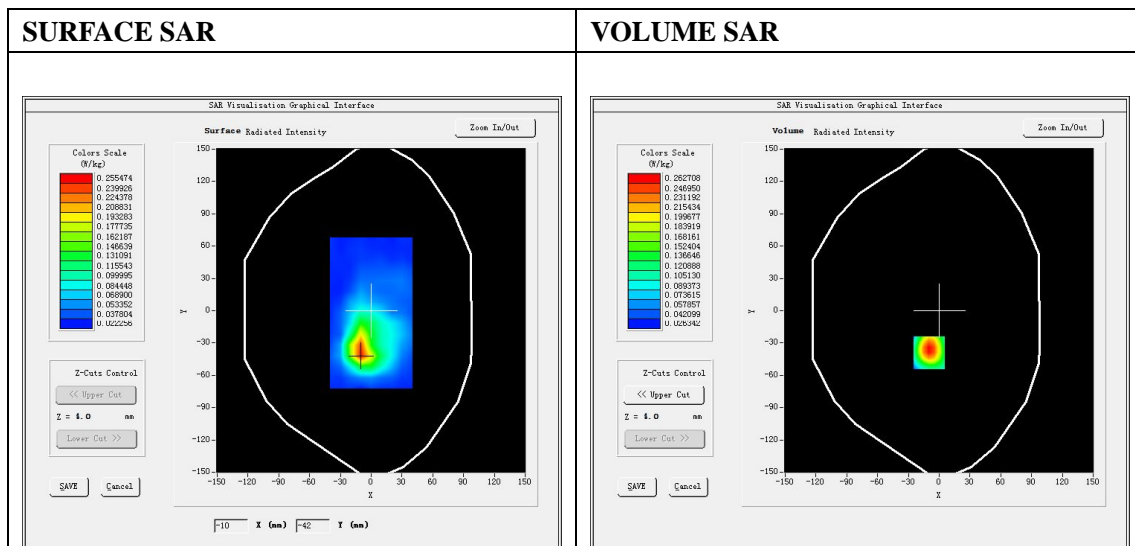 SURFACE SAR
VOLUME SAR
SAR Visualisation Graphical Interface
Surface Radiated Intensity
Zoom In/Out
Colors Scale
(W/kg)
0.255474
0.239926
0.224378
0.208831
0.193283
0.177735
0.162187
0.146639
0.131091
0.115543
0.099995
0.084448
0.068900
0.053352
0.037804
0.022256
150
120
90
60
30
0
-30
-60
-90
-120
-150
Y
-150 -120 -90 -60 -30 0 30 60 90 120 150
X
Z-Cuts Control
<< Upper Cut
Z = 4.0 mm
Lower Cut >>
SAVE Cancel
-10 X (mm) -42 Y (mm)
SAR Visualisation Graphical Interface
Volume Radiated Intensity
Zoom In/Out
Colors Scale
(W/kg)
0.262708
0.246950
0.231192
0.215434
0.199677
0.183919
0.168161
0.152404
0.136646
0.120888
0.105130
0.089373
0.073615
0.057857
0.042099
0.026342
150
120
90
60
30
0
-30
-60
-90
-120
-150
Y
-150 -120 -90 -60 -30 0 30 60 90 120 150
X
Z-Cuts Control
<< Upper Cut
Z = 4.0 mm
Lower Cut >>
SAVE Cancel